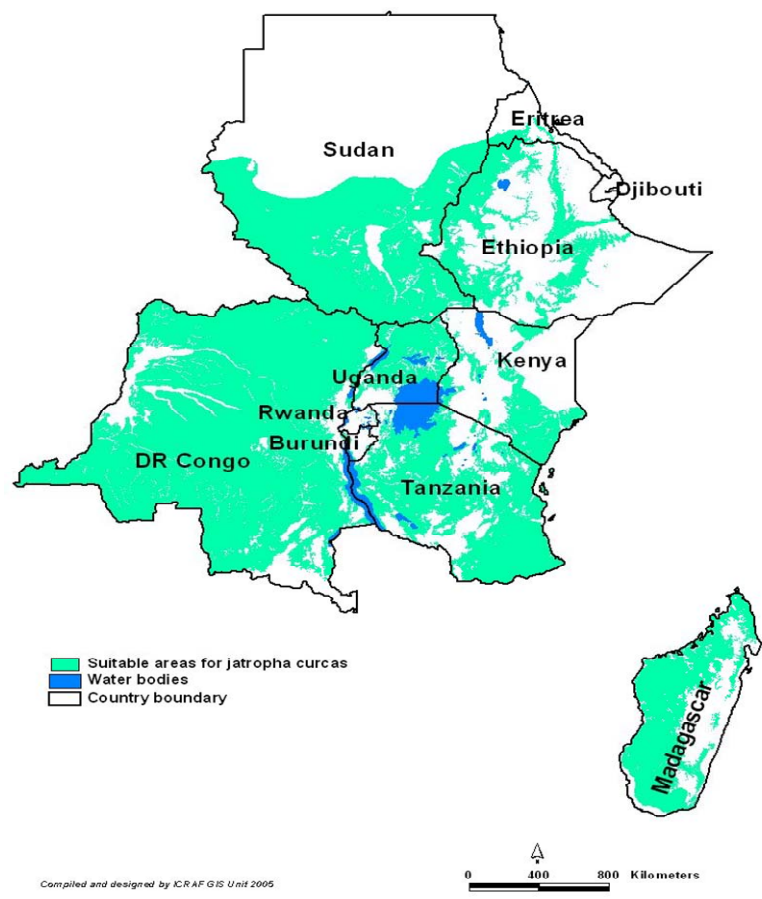 Eritrea
Sudan
Djibouti
Ethiopia
Kenya
Uganda
Rwanda
Burundi
DR Congo
Tanzania
Suitable areas for jatropha curcas
Water bodies
Country boundary
Madagascar
0 400 800 Kilometers
Compiled and designed by ICRAF GIS Unit 2005